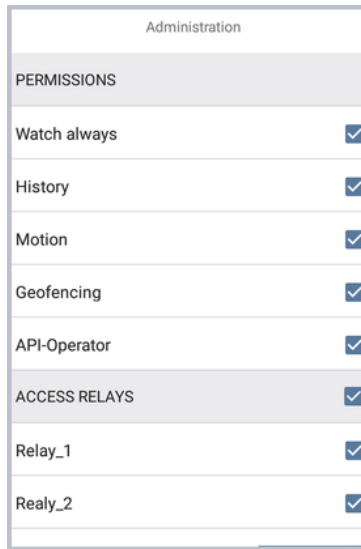 Administration
PERMISSIONS
Watch always
History
Motion
Geofencing
API-Operator
ACCESS RELAYS
Relay_1
Realy_2